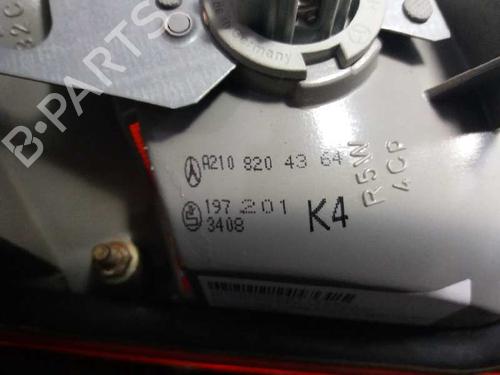 Germany
A210 820 43 64
197 201
3408
K4
R5W
4CP
B-PARTS